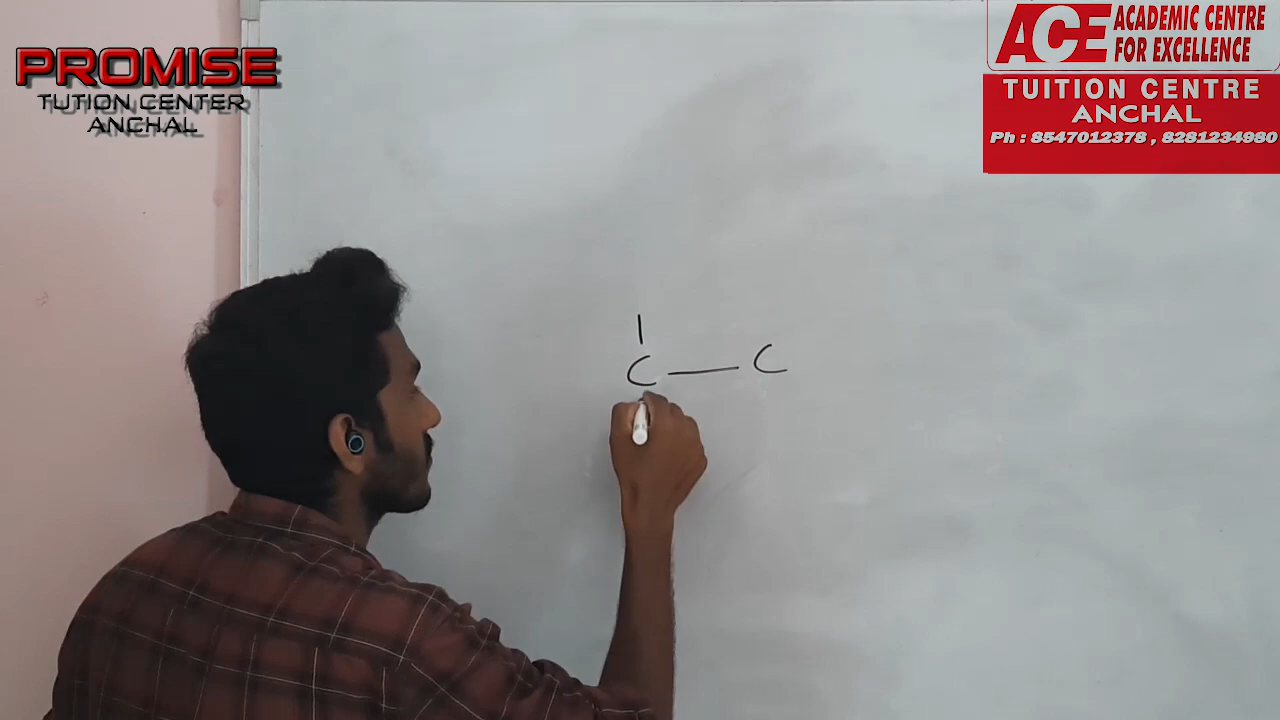 PROMISE
TUTION CENTER
ANCHAL
ACE ACADEMIC CENTRE
FOR EXCELLENCE
TUITION CENTRE
ANCHAL
Ph : 8547012378 , 8281234980
C — C